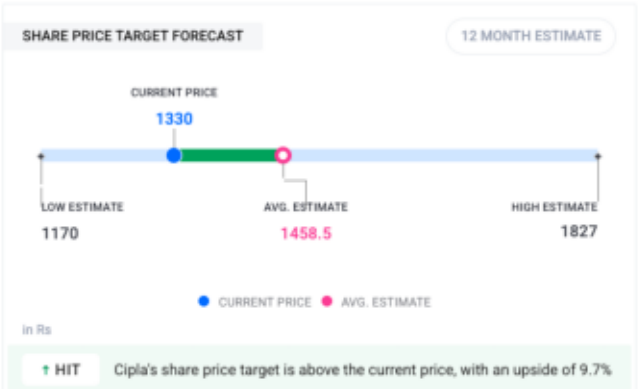 SHARE PRICE TARGET FORECAST
12 MONTH ESTIMATE
CURRENT PRICE
1330
LOW ESTIMATE
AVG. ESTIMATE
HIGH ESTIMATE
1170
1458.5
1827
CURRENT PRICE
AVG. ESTIMATE
in Rs
↑ HIT
Cipla's share price target is above the current price, with an upside of 9.7%